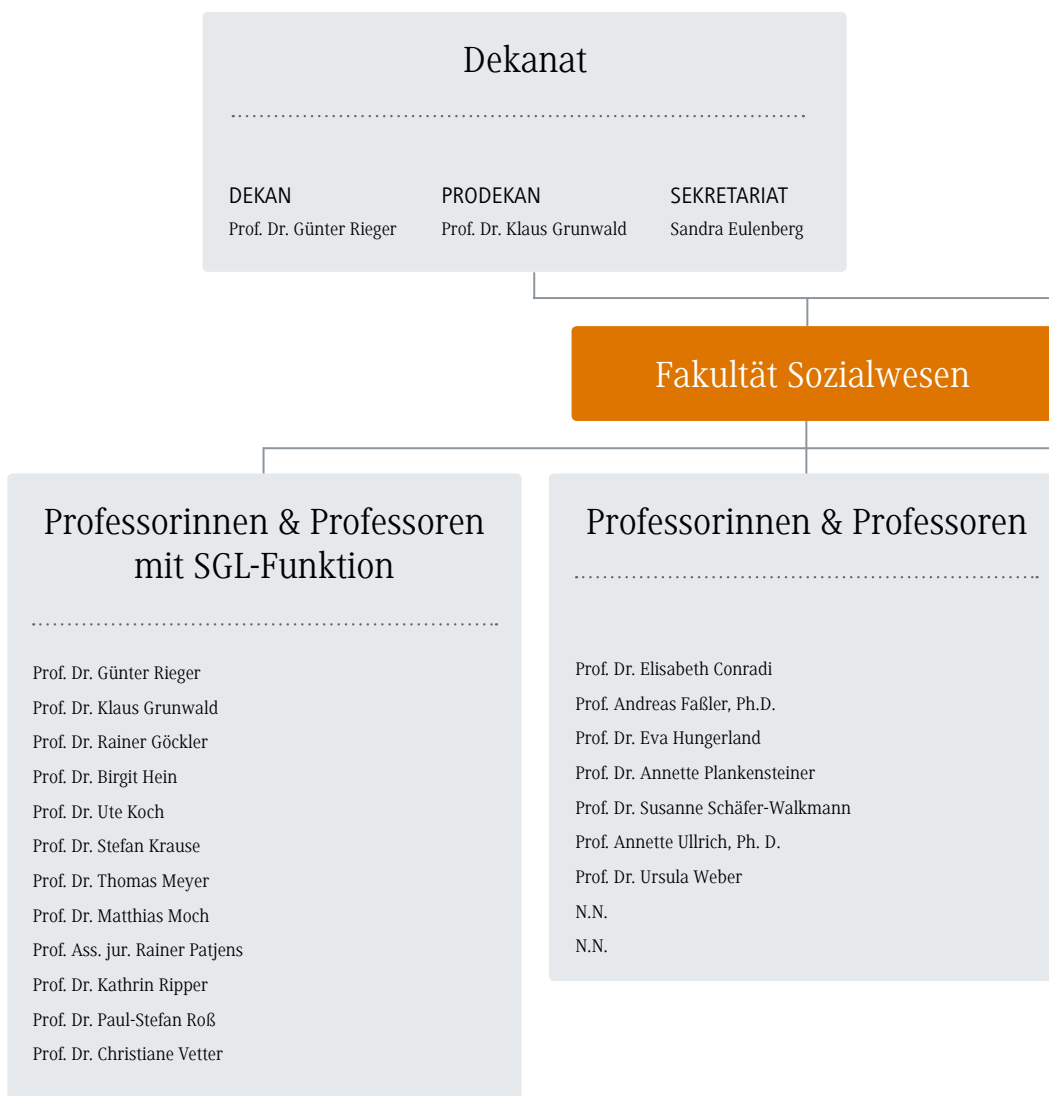 Dekanat
DEKAN
Prof. Dr. Günter Rieger
PRODEKAN
Prof. Dr. Klaus Grunwald
SEKRETARIAT
Sandra Eulenberg
Fakultät Sozialwesen
Professorinnen & Professoren
mit SGL-Funktion
Prof. Dr. Günter Rieger
Prof. Dr. Klaus Grunwald
Prof. Dr. Rainer Göckler
Prof. Dr. Birgit Hein
Prof. Dr. Ute Koch
Prof. Dr. Stefan Krause
Prof. Dr. Thomas Meyer
Prof. Dr. Matthias Moch
Prof. Ass. jur. Rainer Patjens
Prof. Dr. Kathrin Ripper
Prof. Dr. Paul-Stefan Roß
Prof. Dr. Christiane Vetter
Professorinnen & Professoren
Prof. Dr. Elisabeth Conradi
Prof. Andreas Faßler, Ph.D.
Prof. Dr. Eva Hungerland
Prof. Dr. Annette Plankensteiner
Prof. Dr. Susanne Schäfer-Walkmann
Prof. Annette Ullrich, Ph. D.
Prof. Dr. Ursula Weber
N.N.
N.N.